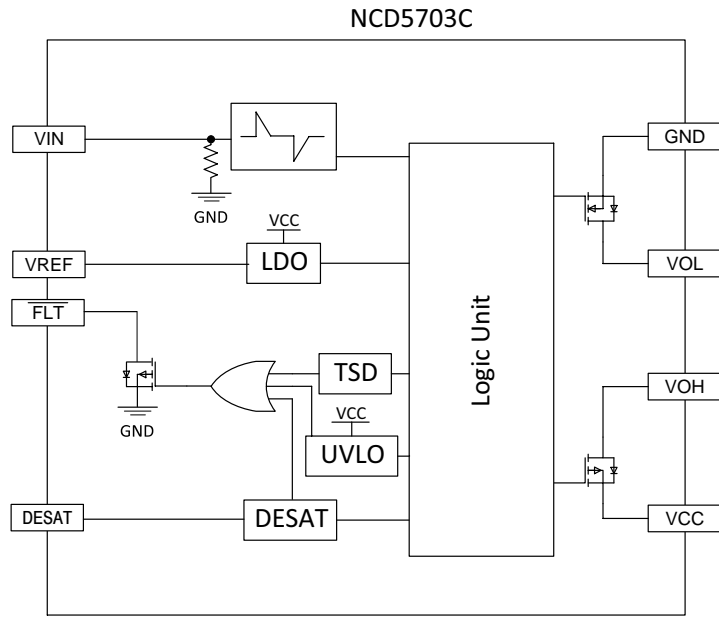 NCD5703C
VIN
GND
GND
VCC
VREF
LDO
VOL
FLT
Logic Unit
TSD
VOH
GND
VCC
UVLO
DESAT
DESAT
VCC